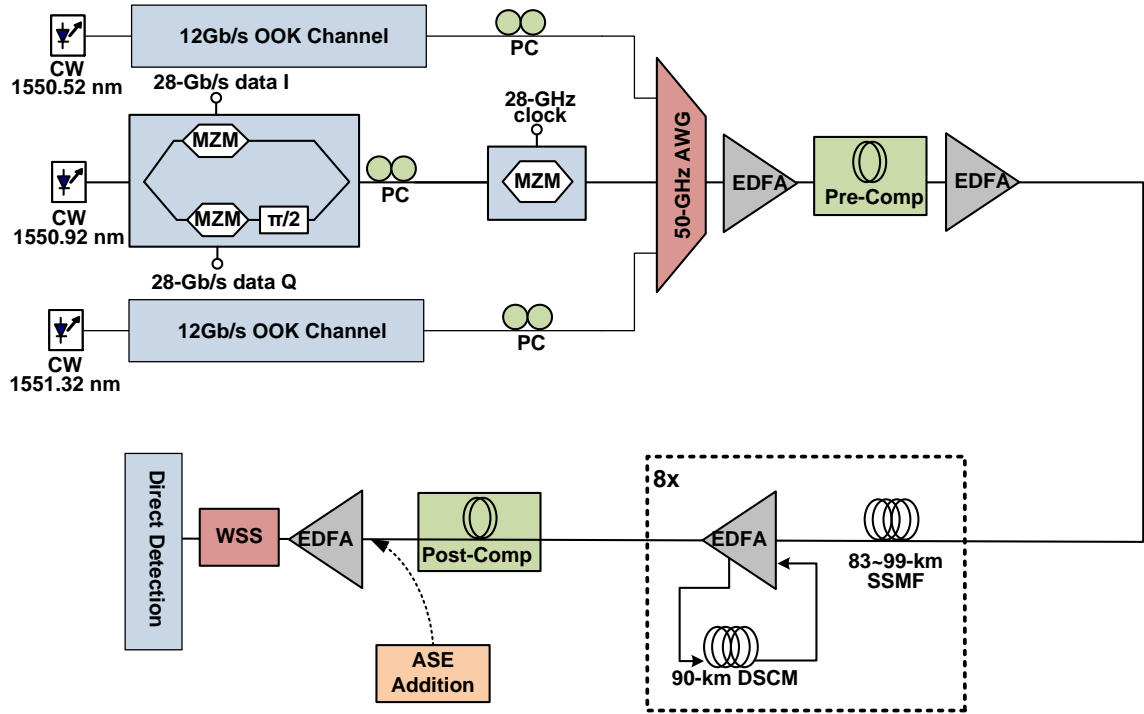 12Gb/s OOK Channel
PC
CW
1550.52 nm
28-Gb/s data I
MZM
28-GHz
clock
50-GHz AWG
EDFA
Pre-Comp
EDFA
PC
MZM
CW
1550.92 nm
MZM
π/2
28-Gb/s data Q
12Gb/s OOK Channel
PC
CW
1551.32 nm
Direct Detection
WSS
EDFA
Post-Comp
8x
EDFA
83~99-km
SSMF
90-km DSCM
ASE
Addition